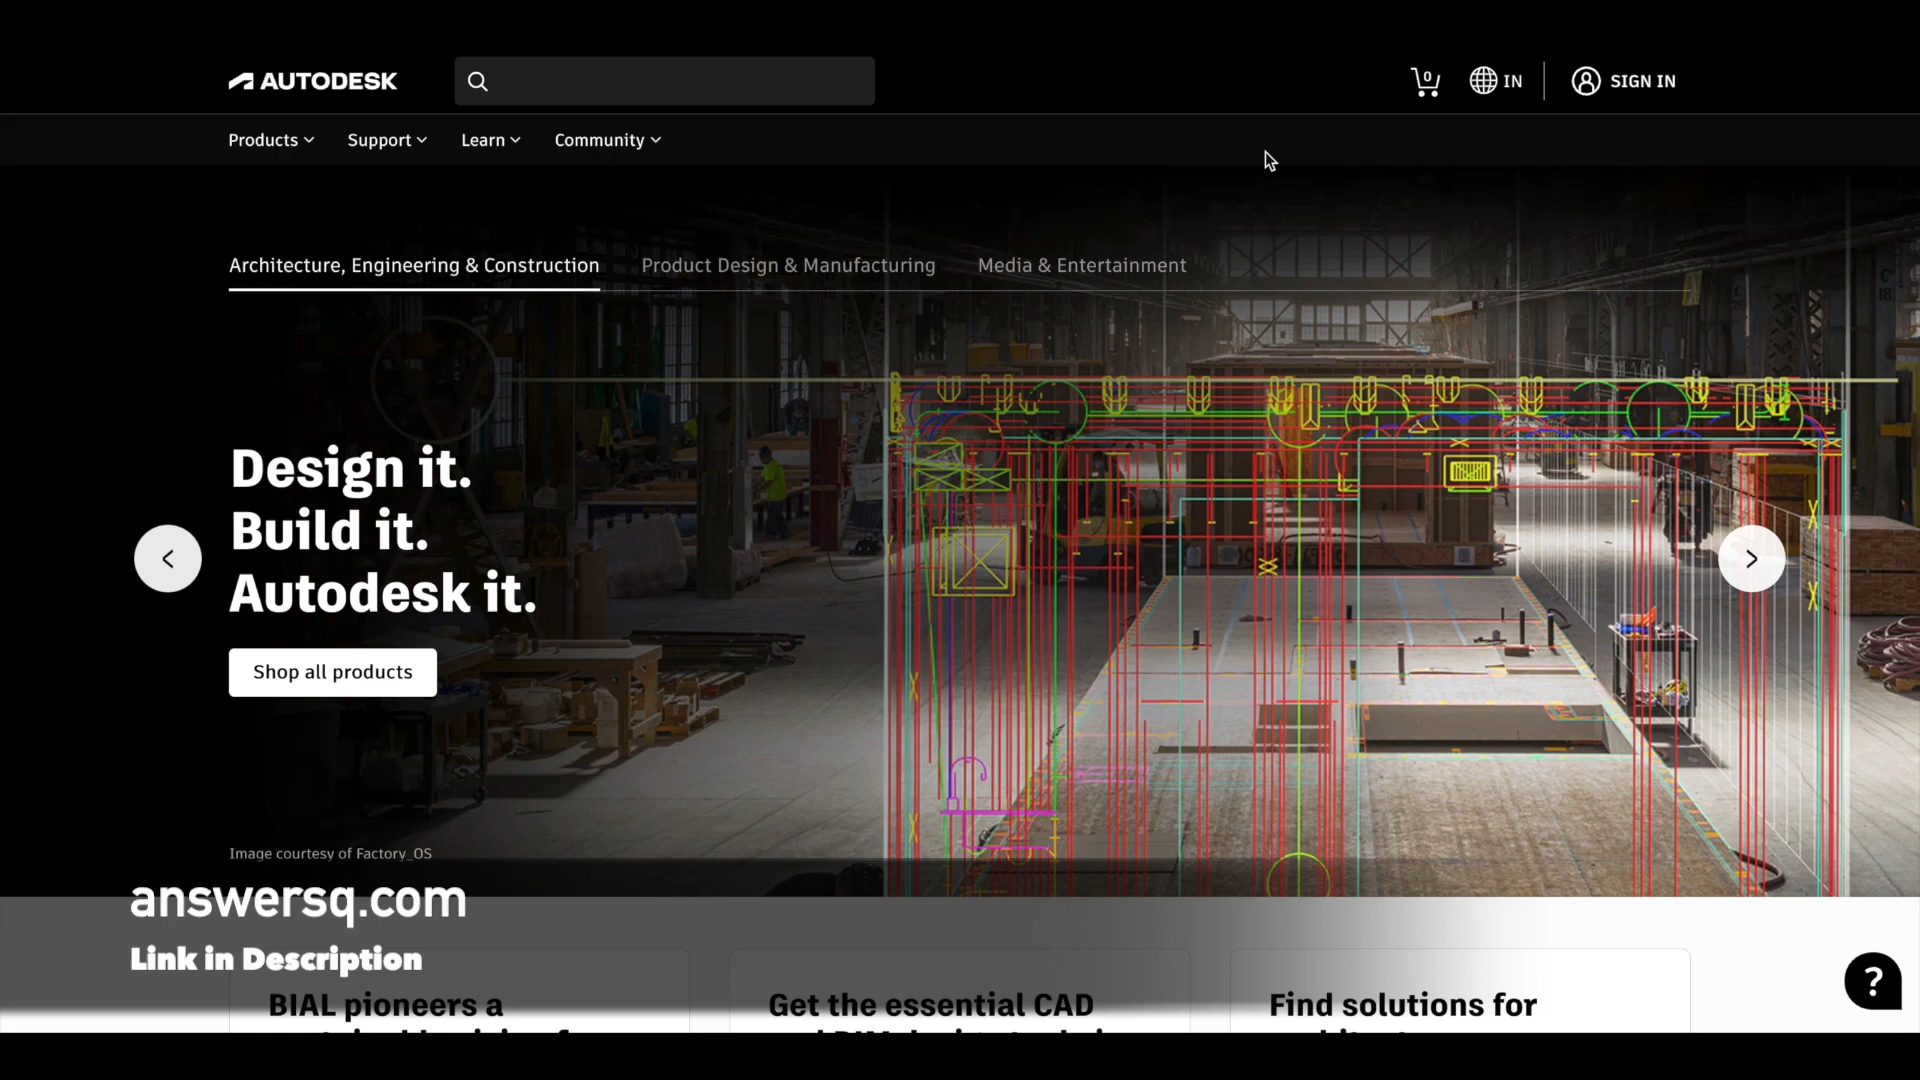 AUTODESK
0
IN
SIGN IN
Products
Support
Learn
Community
Architecture, Engineering & Construction
Product Design & Manufacturing
Media & Entertainment
Design it.
Build it.
Autodesk it.
Shop all products
Image courtesy of Factory_OS
answersq.com
Link in Description
BIAL pioneers a
Get the essential CAD
Find solutions for
?